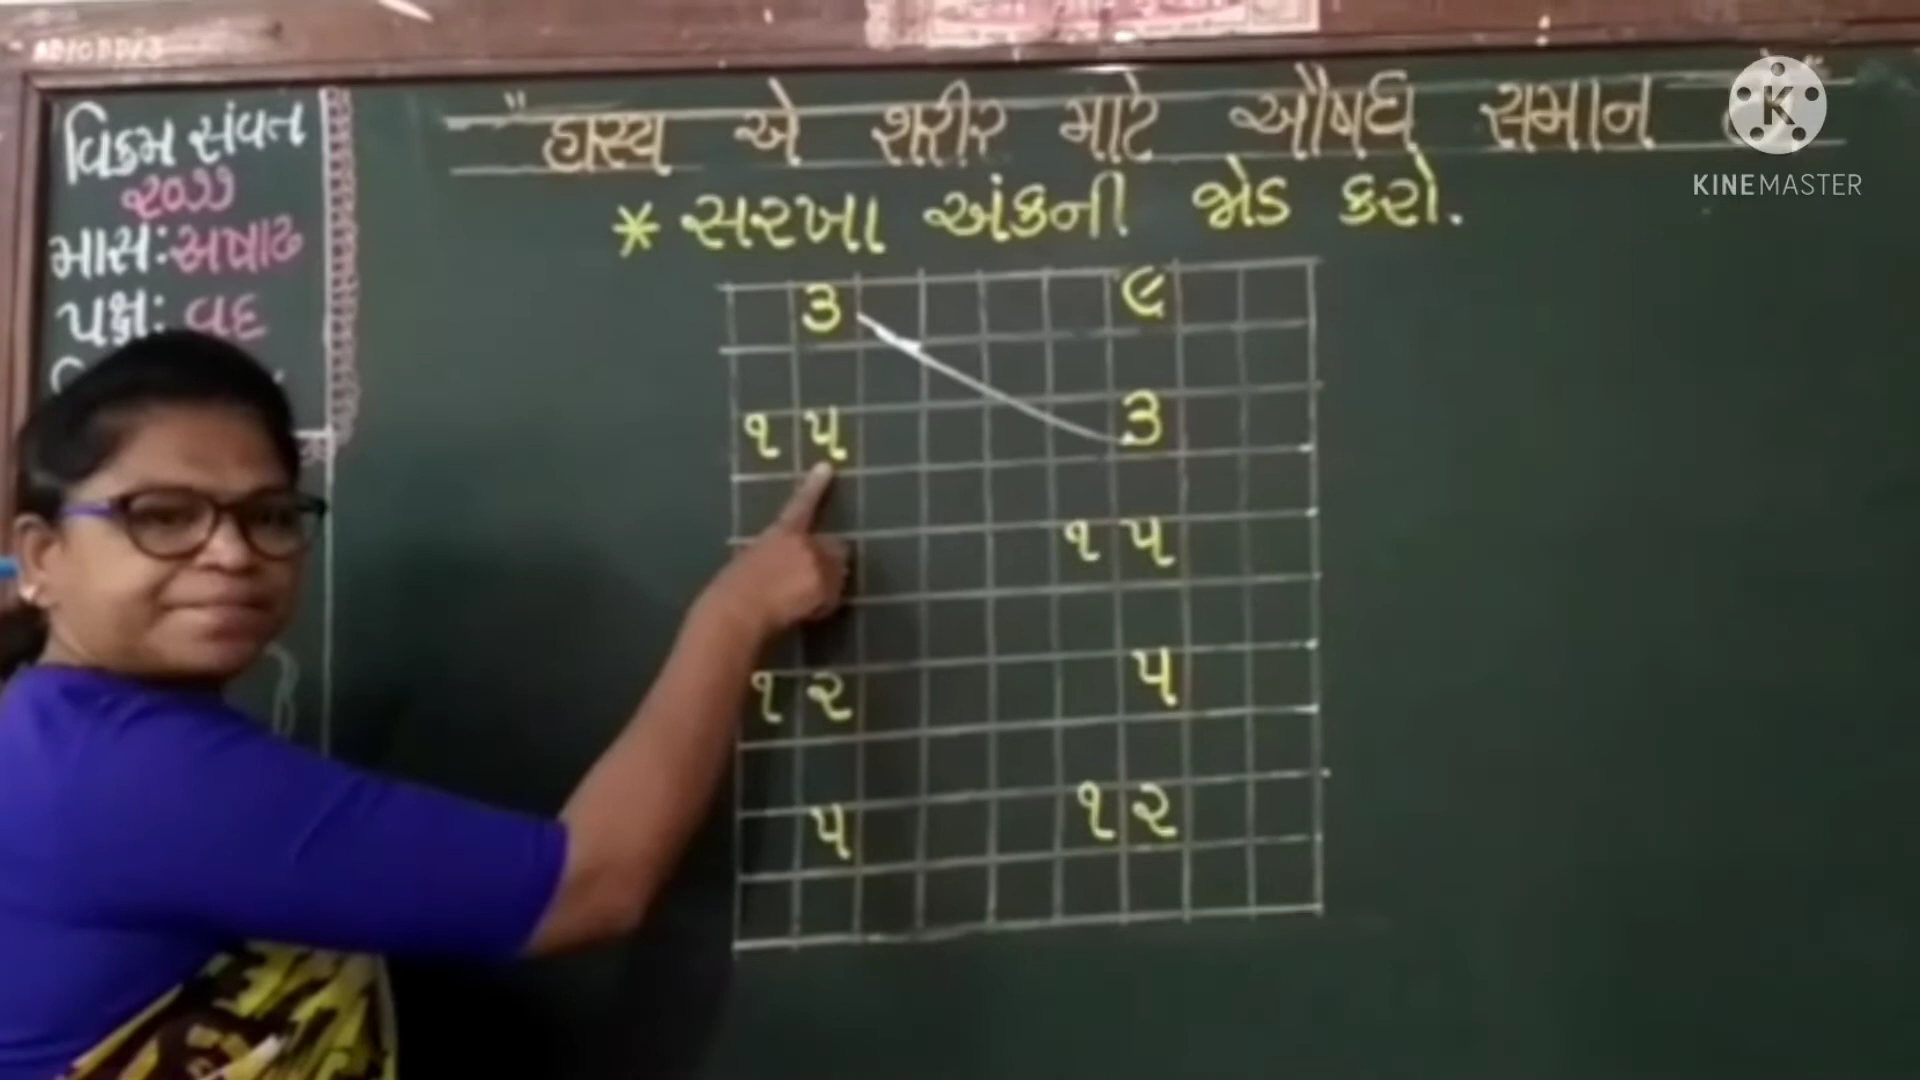 વિક્રમ સંવત
૨૦૭૭
માસ: અષાઢ
પક્ષ: વદ
"હાસ્ય એ શરીર માટે ઔષધ સમાન
* સરખા અંકની જોડ કરો.
૩ ૯
૧૫ ૩
૧૫
૧૨ ૫
૫ ૧૨
KINEMASTER